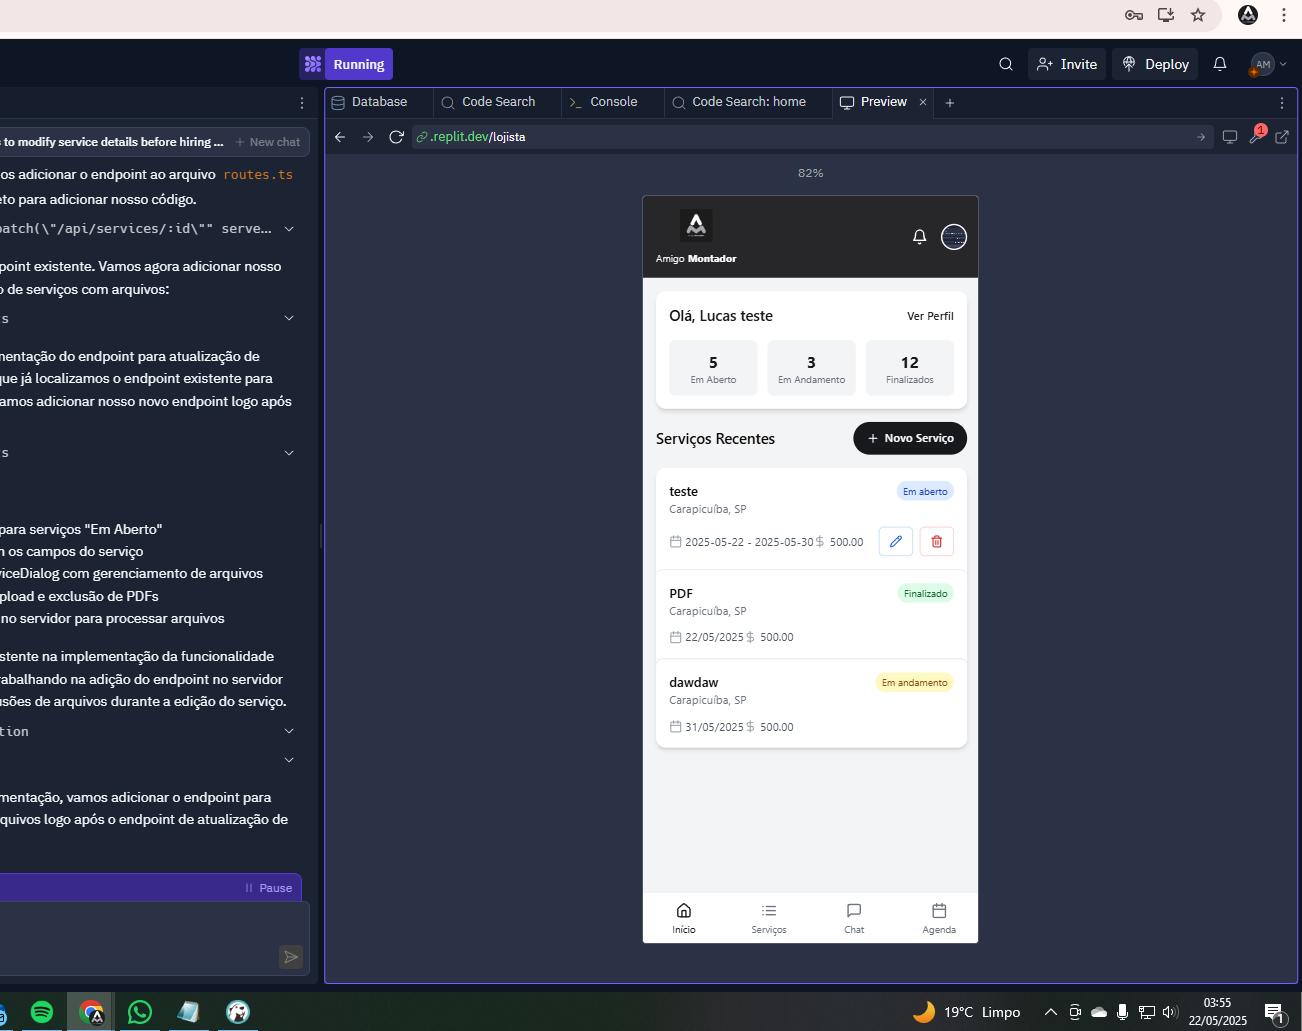 Running
Invite
Deploy
AM
Database
Code Search
Console
Code Search: home
Preview
to modify service details before hiring ...
New chat
.replit.dev/lojista
1
82%
os adicionar o endpoint ao arquivo routes.ts
eto para adicionar nosso código.
patch(\"/api/services/:id\"" serve...
point existente. Vamos agora adicionar nosso
o de serviços com arquivos:
s
mentação do endpoint para atualização de
que já localizamos o endpoint existente para
amos adicionar nosso novo endpoint logo após
s
para serviços "Em Aberto"
n os campos do serviço
viceDialog com gerenciamento de arquivos
pload e exclusão de PDFs
no servidor para processar arquivos
stente na implementação da funcionalidade
rabalhando na adição do endpoint no servidor
usões de arquivos durante a edição do serviço.
tion
mentação, vamos adicionar o endpoint para
quivos logo após o endpoint de atualização de
Pause
Amigo Montador
Olá, Lucas teste
Ver Perfil
5
Em Aberto
3
Em Andamento
12
Finalizados
Serviços Recentes
+ Novo Serviço
teste
Em aberto
Carapicuíba, SP
2025-05-22 - 2025-05-30 $ 500.00
PDF
Finalizado
Carapicuíba, SP
22/05/2025 $ 500.00
dawdaw
Em andamento
Carapicuíba, SP
31/05/2025 $ 500.00
Início
Serviços
Chat
Agenda
19°C Limpo
03:55
22/05/2025
1